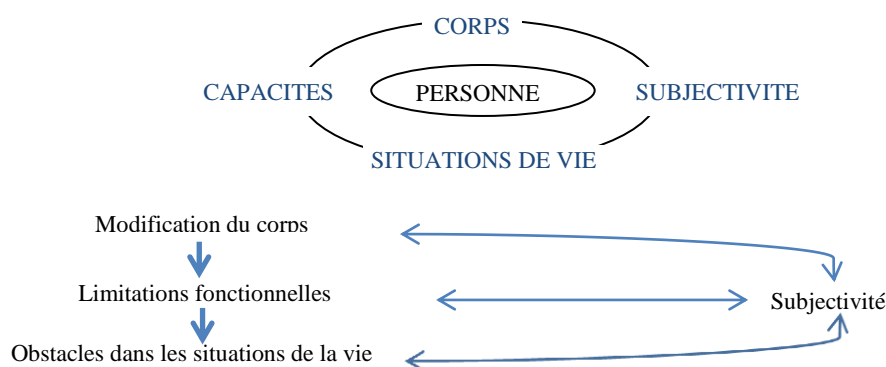 CORPS
CAPACITES PERSONNE SUBJECTIVITE
SITUATIONS DE VIE
Modification du corps
Limitations fonctionnelles
Subjectivité
Obstacles dans les situations de la vie